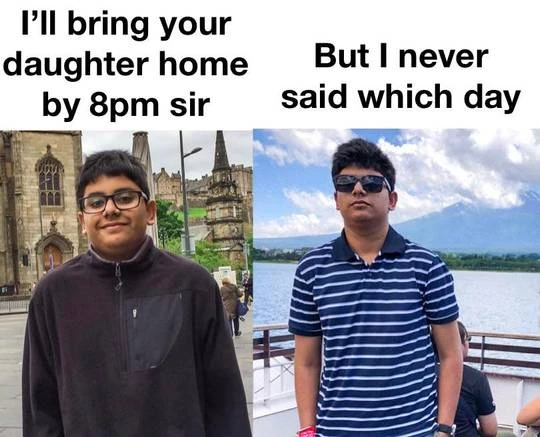 I’ll bring your
daughter home
by 8pm sir
But I never
said which day